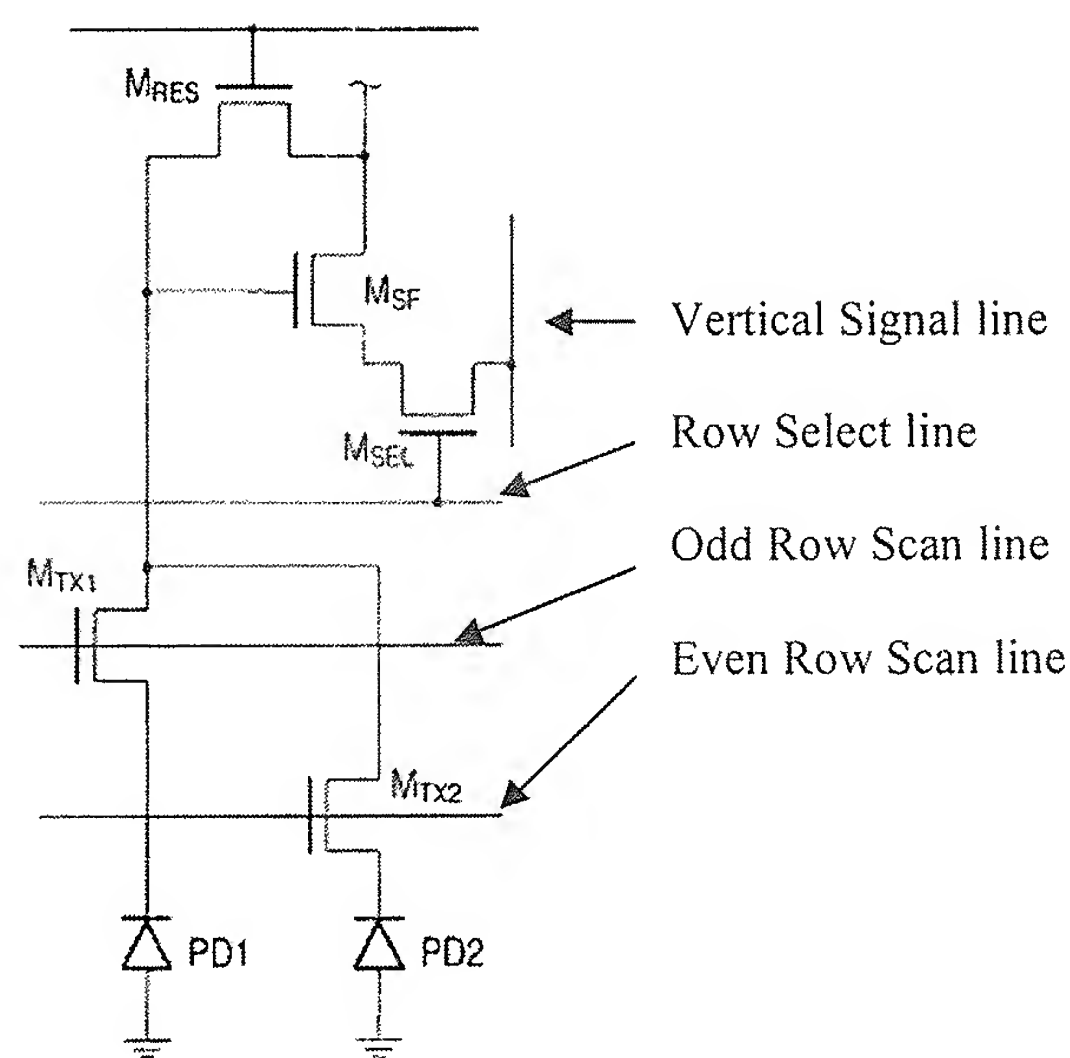 MRES
MSF
Vertical Signal line
Row Select line
MSEL
Odd Row Scan line
MTX1
Even Row Scan line
MTX2
PD1
PD2